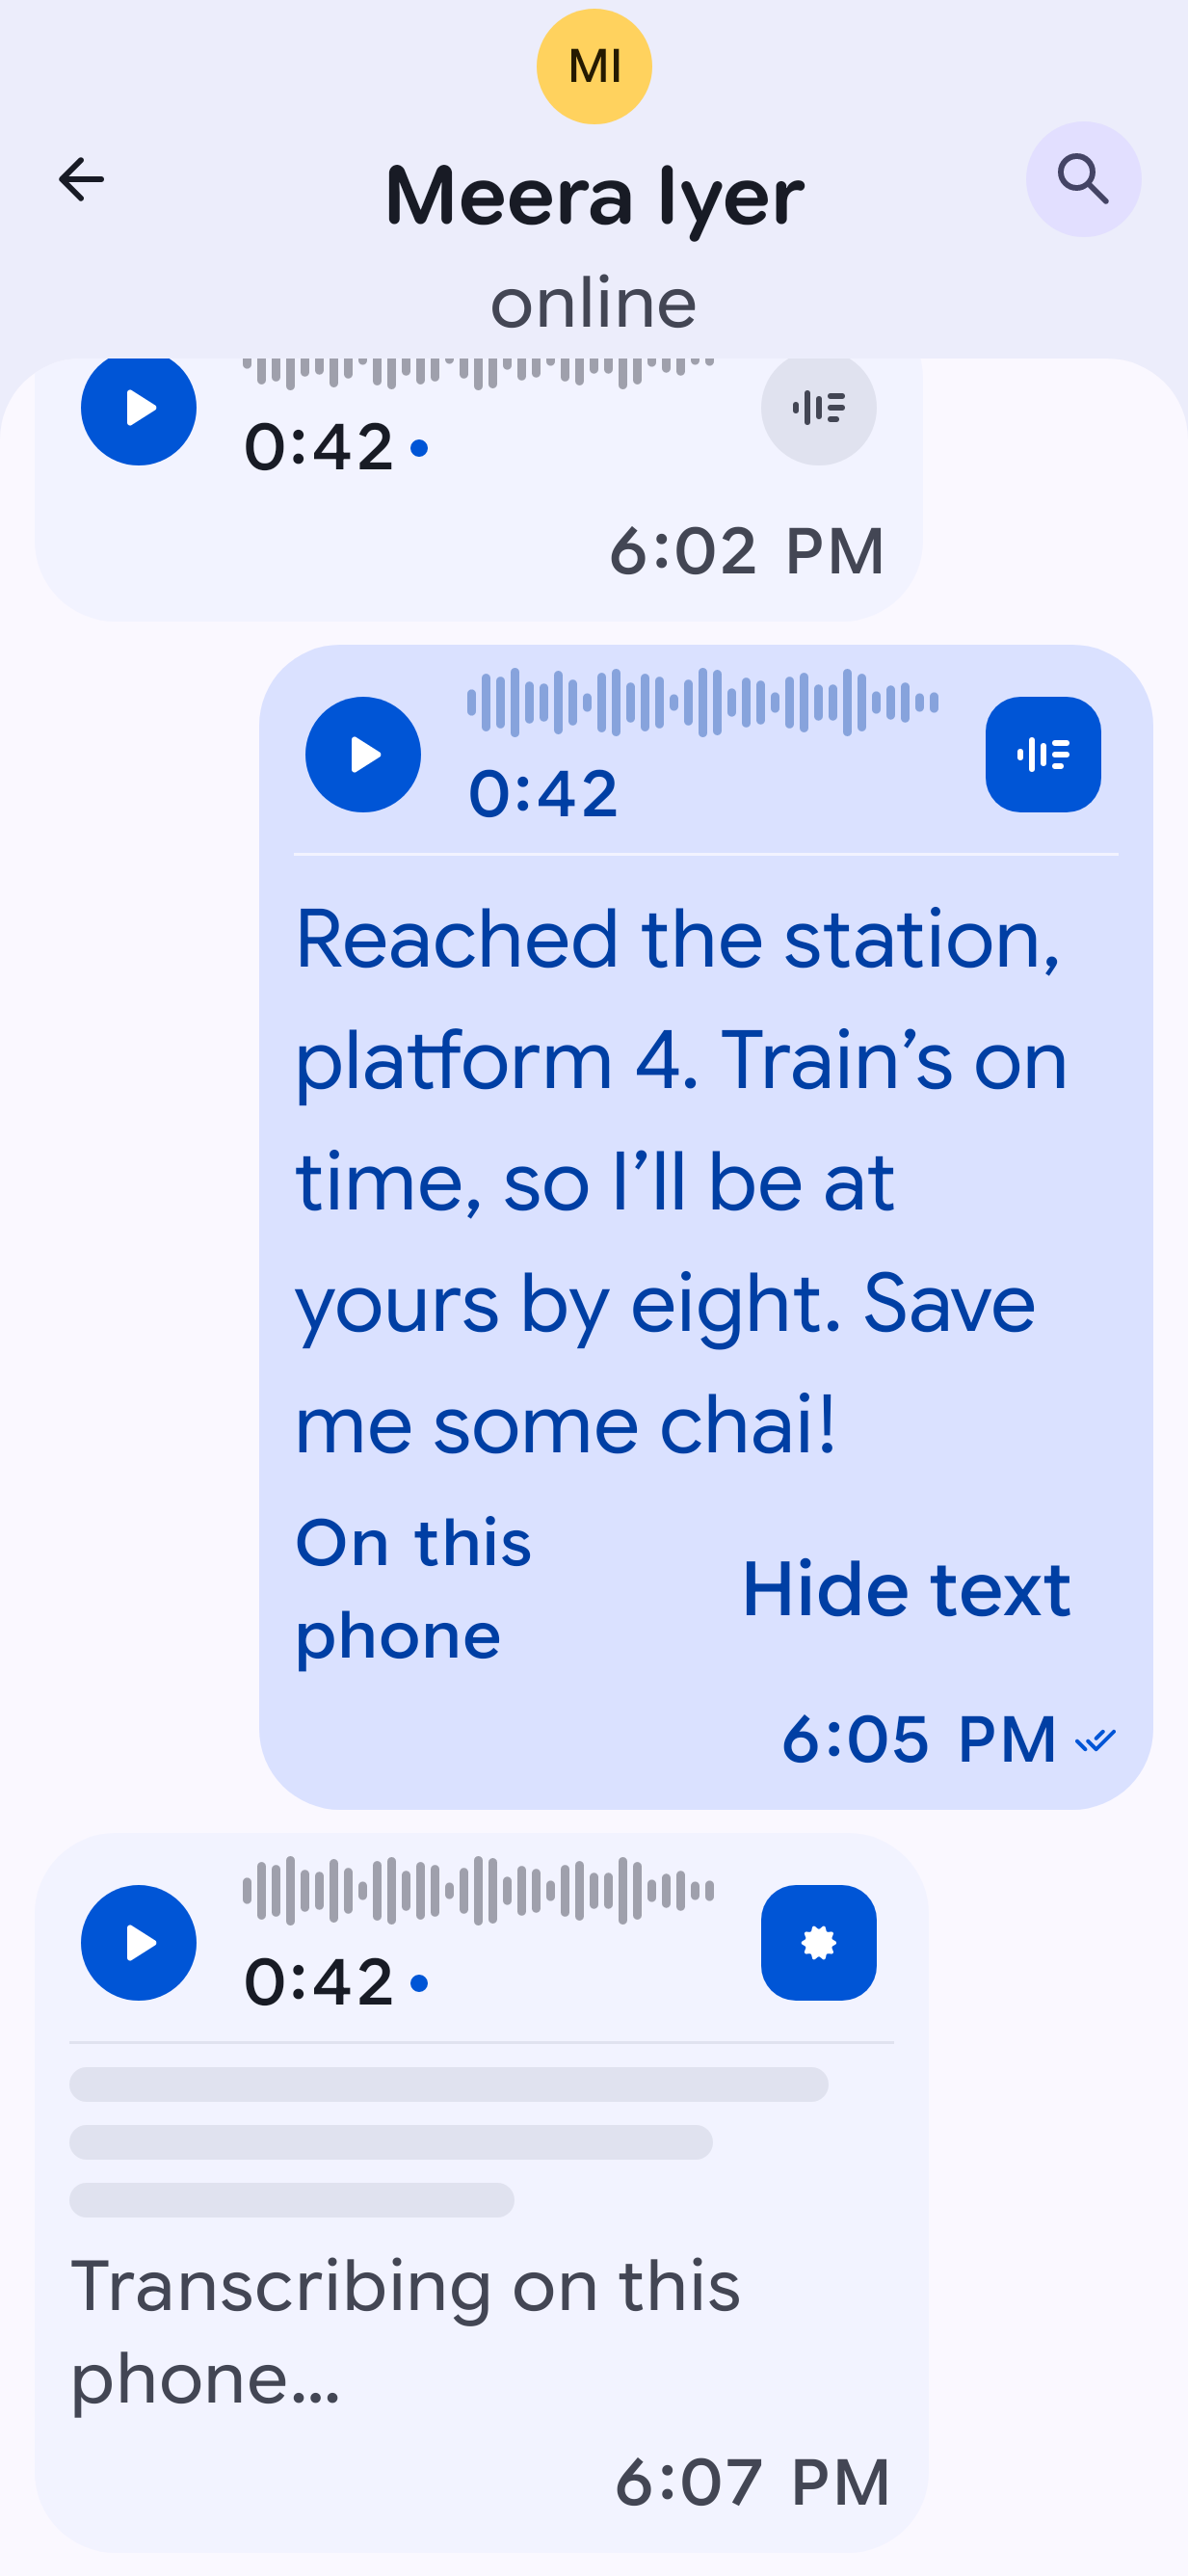 MI
Meera Iyer
online
0:42
6:02 PM
0:42
Reached the station,
platform 4. Train’s on
time, so I’ll be at
yours by eight. Save
me some chai!
On this
phone
Hide text
6:05 PM
0:42
Transcribing on this
phone…
6:07 PM